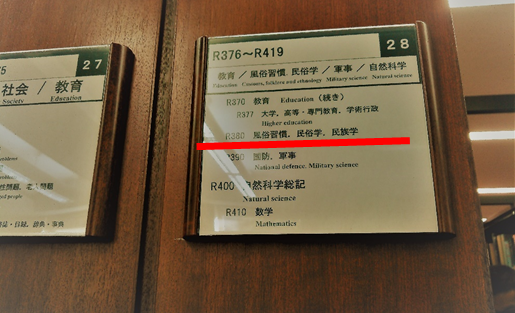 27
社会 / 教育
Society Education
R376～R419
28
教育 / 風俗習慣. 民俗学 / 軍事 / 自然科学
Education Customs, folklore and ethnology Military science Natural science
R370 教育 Education (続き)
R377 大学. 高等・専門教育. 学術行政
Higher education
R380 風俗習慣. 民俗学. 民族学
R390 国防. 軍事
National defence. Military science
R400 自然科学総記
Natural science
R410 数学
Mathematics